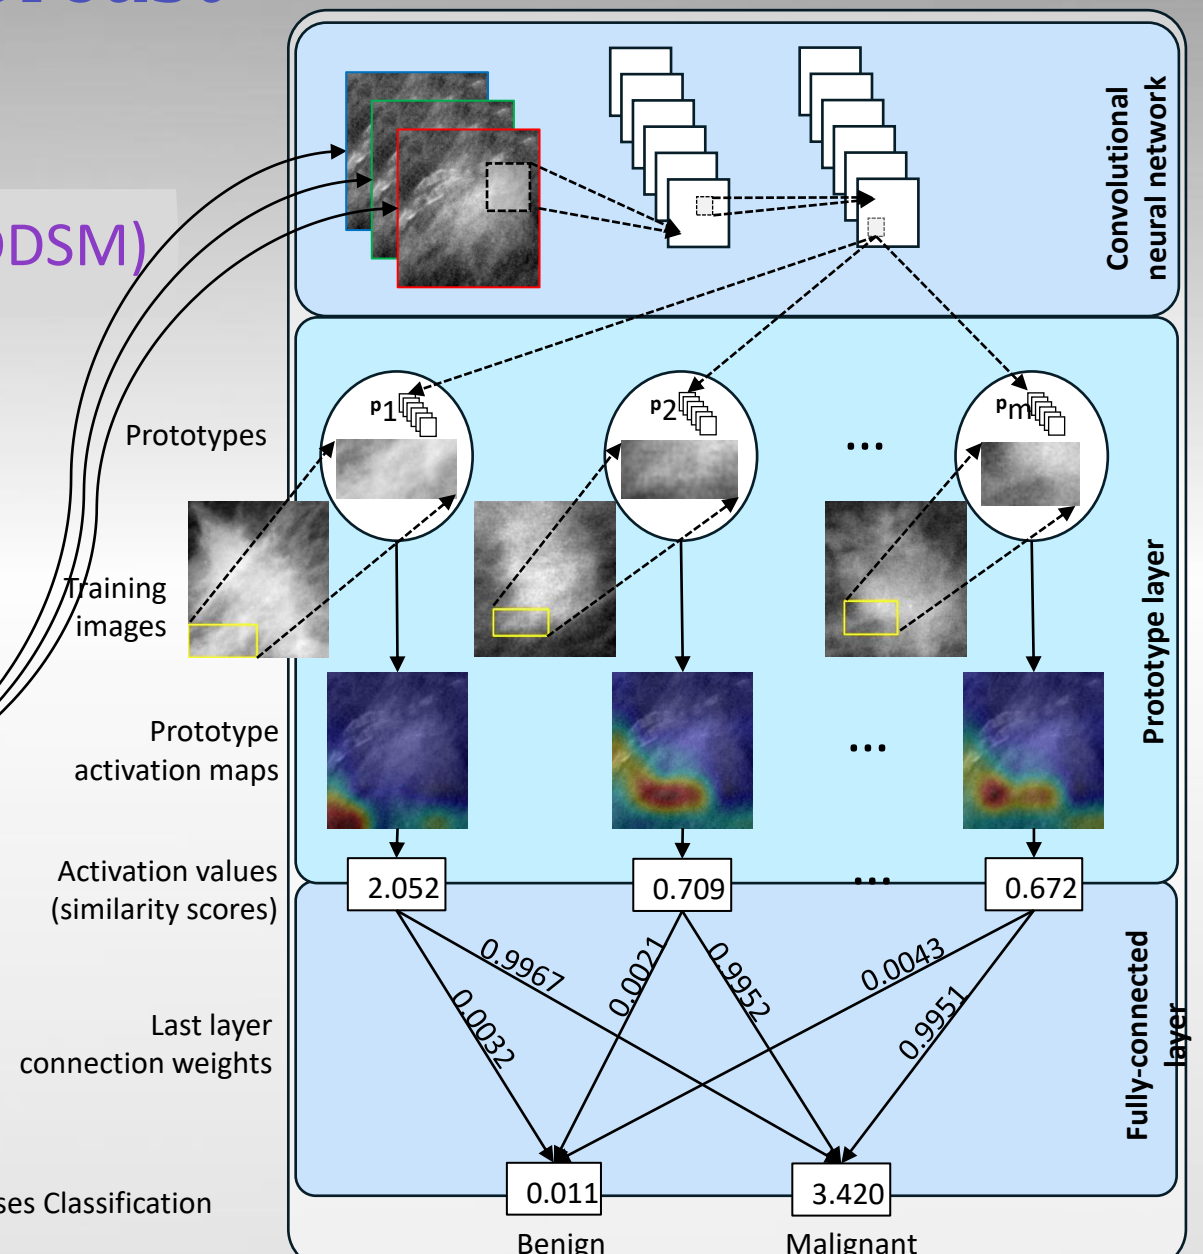 DDSM)
Convolutional
neural network
p1
p2
pm
...
Prototypes
Training
images
Prototype layer
Prototype
activation maps
...
Activation values
(similarity scores)
2.052
0.709
...
0.672
0.9967
0.0032
0.0021
0.9952
0.0043
0.9951
Last layer
connection weights
Fully-connected
layer
0.011
3.420
ses Classification
Benign
Malignant